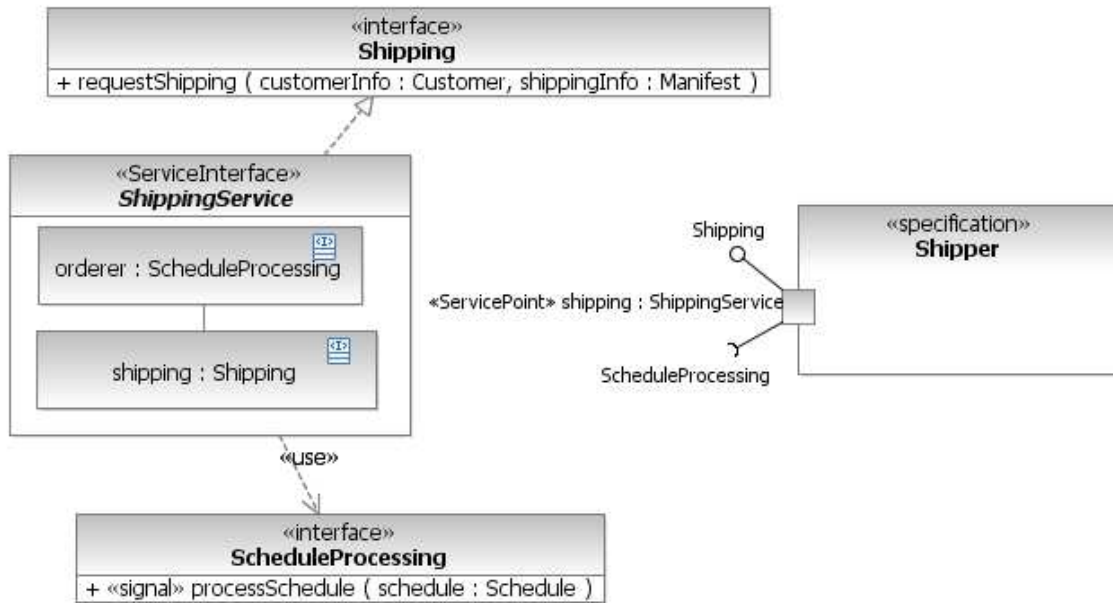 «interface»
Shipping
+ requestShipping ( customerInfo : Customer, shippingInfo : Manifest )
«ServiceInterface»
ShippingService
orderer : ScheduleProcessing
shipping : Shipping
«use»
«interface»
ScheduleProcessing
+ «signal» processSchedule ( schedule : Schedule )
«specification»
Shipper
Shipping
«ServicePoint» shipping : ShippingService
ScheduleProcessing